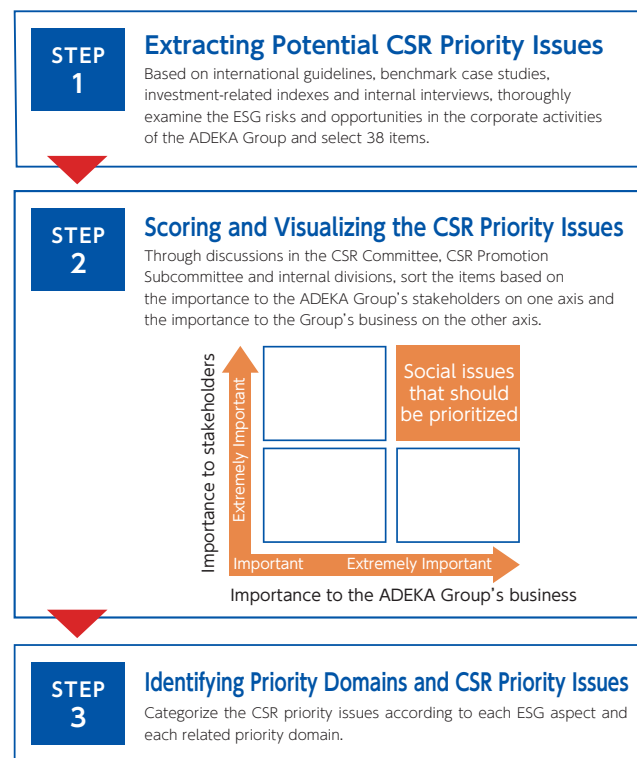 STEP
1
Extracting Potential CSR Priority Issues
Based on international guidelines, benchmark case studies,
investment-related indexes and internal interviews, thoroughly
examine the ESG risks and opportunities in the corporate activities
of the ADEKA Group and select 38 items.
STEP
2
Scoring and Visualizing the CSR Priority Issues
Through discussions in the CSR Committee, CSR Promotion
Subcommittee and internal divisions, sort the items based on
the importance to the ADEKA Group's stakeholders on one axis and
the importance to the Group's business on the other axis.
Importance to stakeholders
Extremely Important
Social issues
that should
be prioritized
Important
Extremely Important
Importance to the ADEKA Group's business
STEP
3
Identifying Priority Domains and CSR Priority Issues
Categorize the CSR priority issues according to each ESG aspect and
each related priority domain.